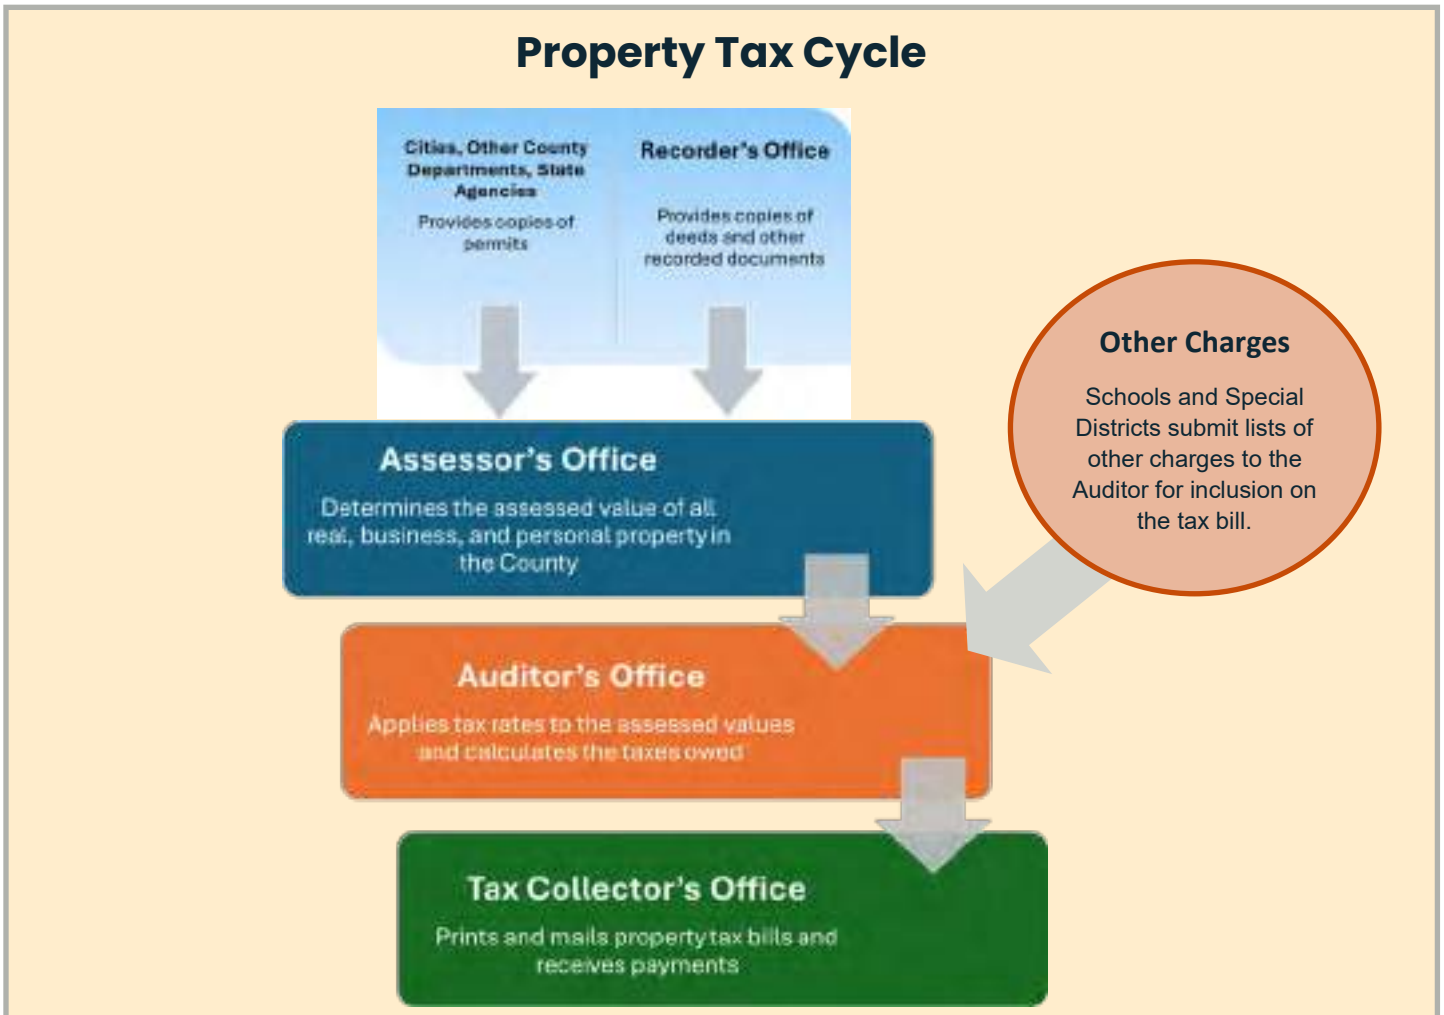 Property Tax Cycle
Cities, Other County
Departments, State
Agencies
Provides copies of
permits
Recorder's Office
Provides copies of
deeds and other
recorded documents
Other Charges
Schools and Special
Districts submit lists of
other charges to the
Auditor for inclusion on
the tax bill.
Assessor's Office
Determines the assessed value of all
real, business, and personal property in
the County
Auditor's Office
Applies tax rates to the assessed values
and calculates the taxes owed
Tax Collector's Office
Prints and mails property tax bills and
receives payments